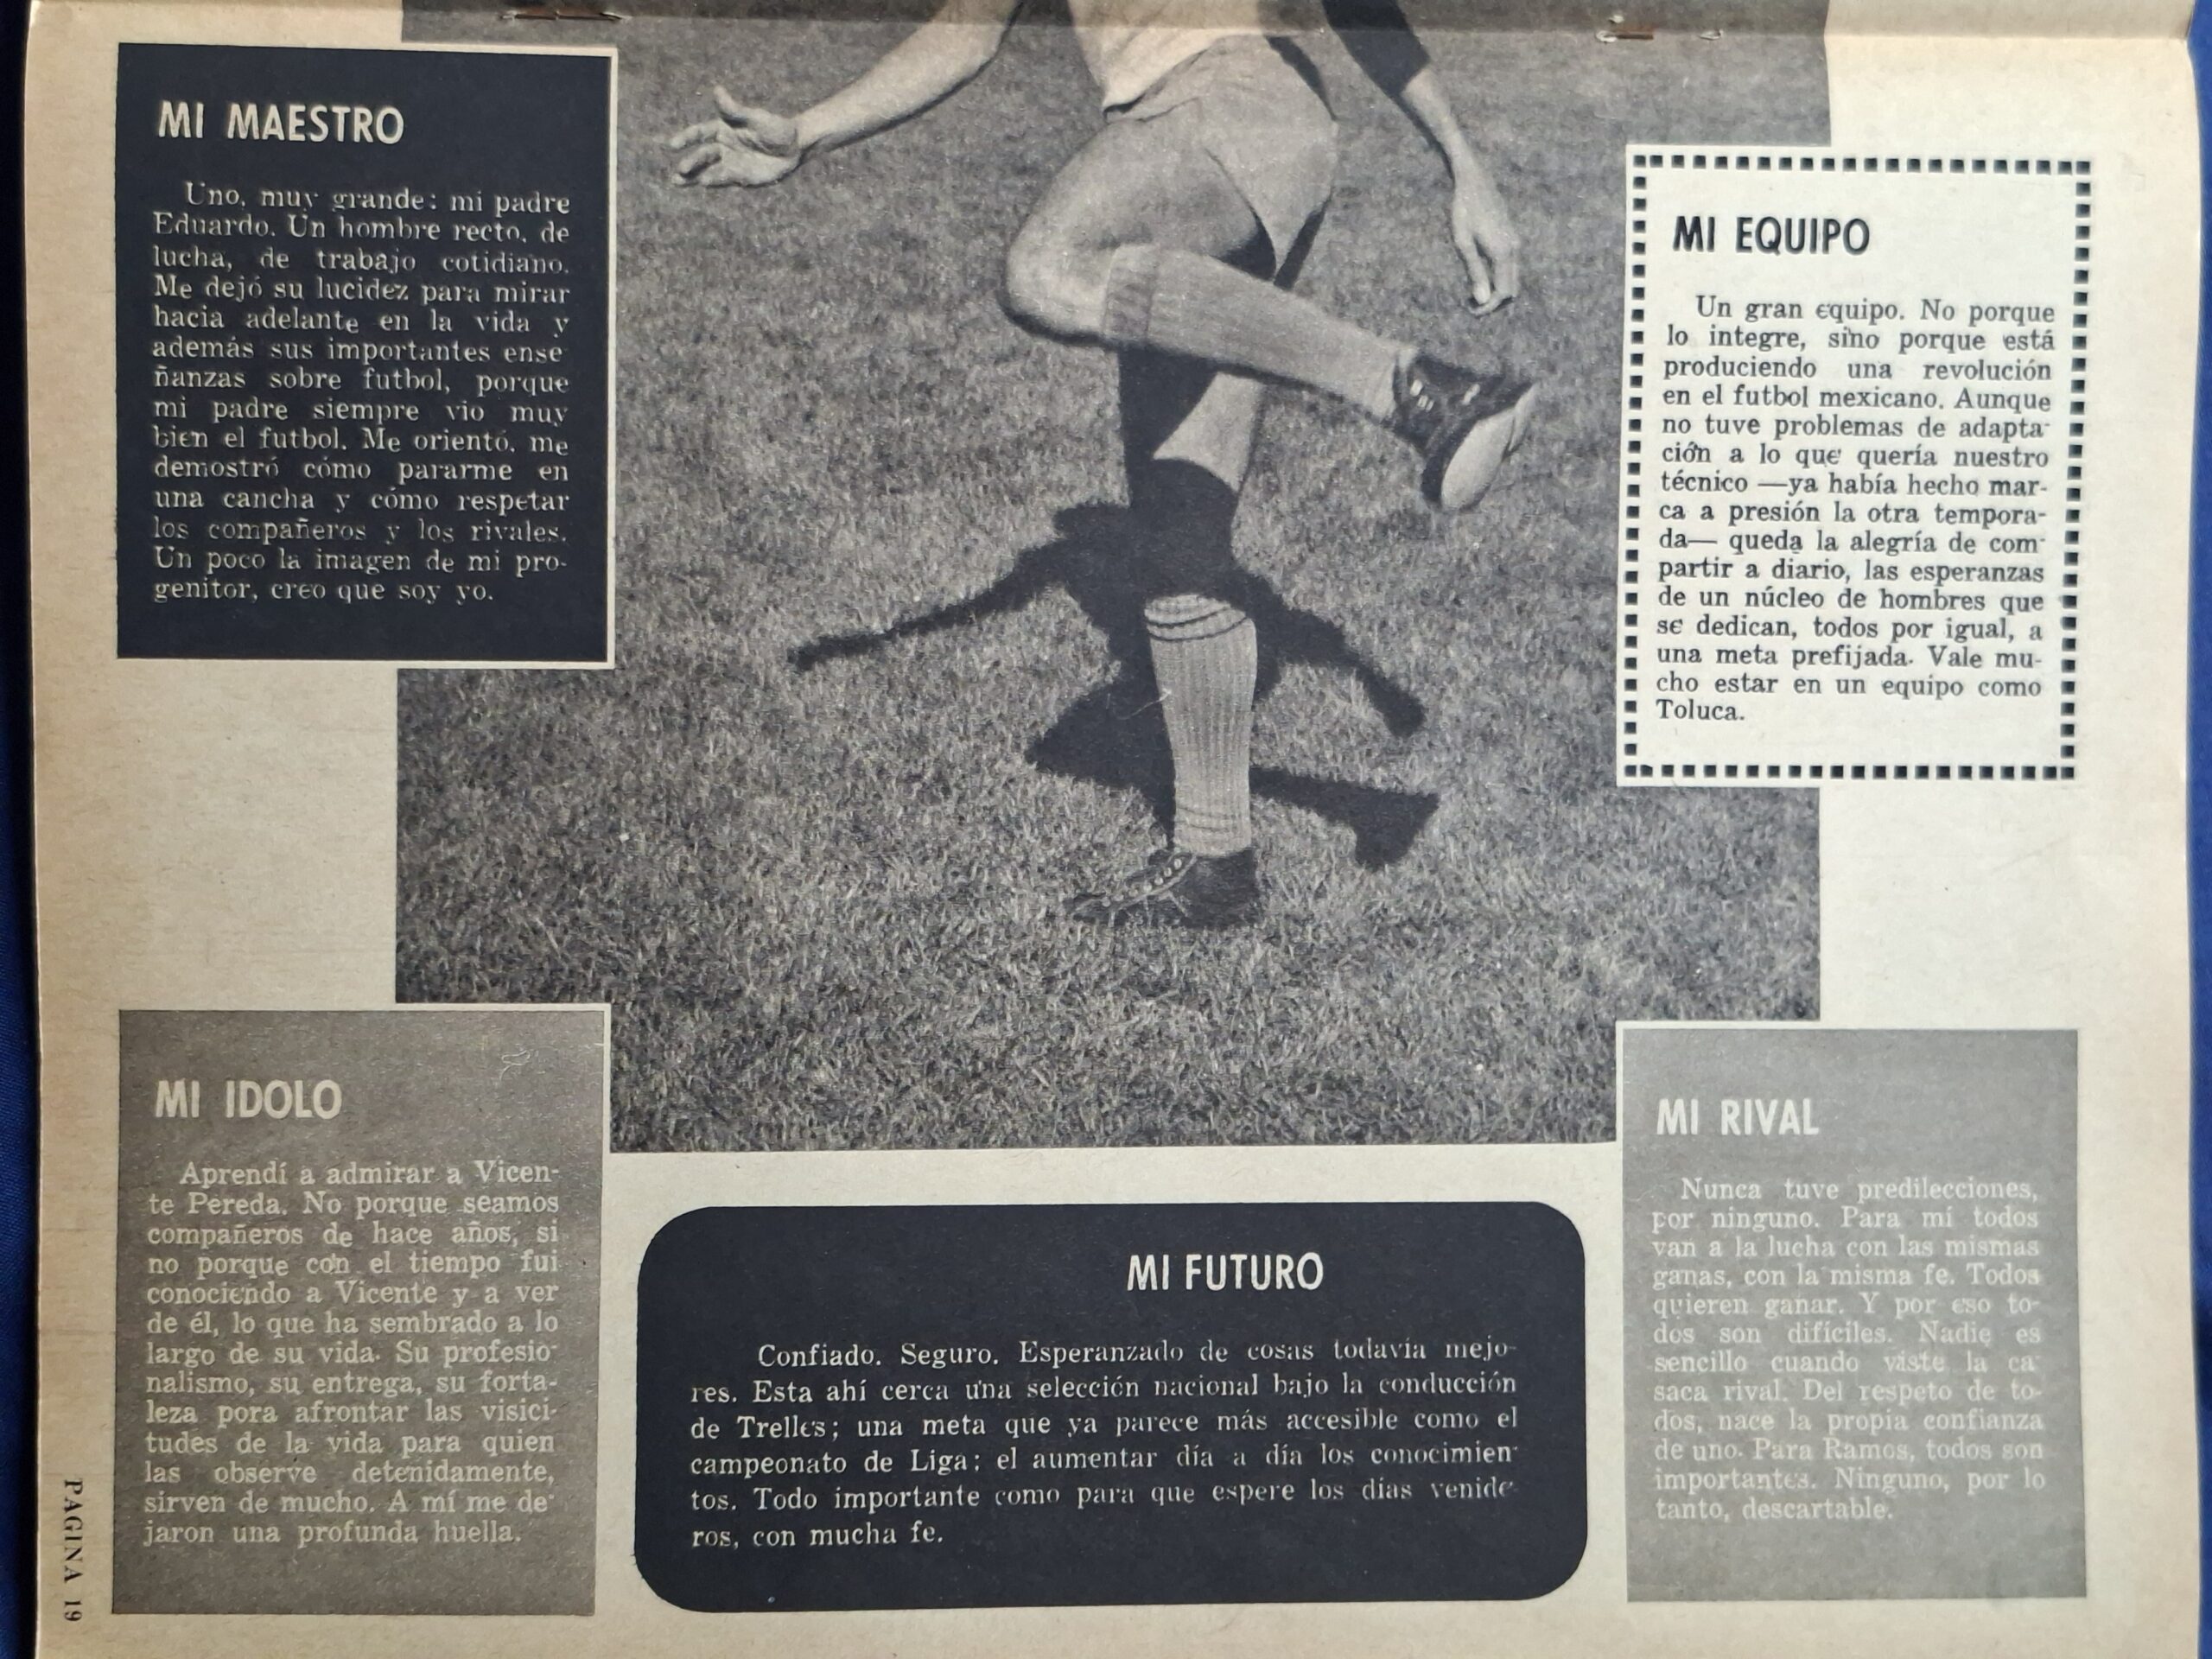 MI MAESTRO
Uno, muy grande: mi padre
Eduardo. Un hombre recto, de
lucha, de trabajo cotidiano.
Me dejó su lucidez para mirar
hacia adelante en la vida y
además sus importantes ense
ñanzas sobre futbol, porque
mi padre siempre vio muy
bien el futbol. Me orientó, me
demostró cómo pararme en
una cancha y cómo respetar
los compañeros y los rivales.
Un poco la imagen de mi pro-
genitor, creo que soy yo.
MI EQUIPO
Un gran equipo. No porque
lo integre, sino porque está
produciendo una revolución
en el futbol mexicano. Aunque
no tuve problemas de adapta-
ción a lo que quería nuestro
técnico —ya había hecho mar-
ca a presión la otra tempora-
da— queda la alegría de com-
partir a diario, las esperanzas
de un núcleo de hombres que
se dedican, todos por igual, a
una meta prefijada. Vale mu-
cho estar en un equipo como
Toluca.
MI IDOLO
Aprendí a admirar a Vicen-
te Pereda. No porque seamos
compañeros de hace años, si
no porque con el tiempo fui
conociendo a Vicente y a ver
de él, lo que ha sembrado a lo
largo de su vida. Su profesio-
nalismo, su entrega, su forta-
leza pora afrontar las visici-
tudes de la vida para quien
las observe detenidamente,
sirven de mucho. A mí me de-
jaron una profunda huella.
MI FUTURO
Confiado. Seguro. Esperanzado de cosas todavía mejo-
res. Esta ahí cerca una selección nacional bajo la conducción
de Trelles; una meta que ya parece más accesible como el
campeonato de Liga; el aumentar día a día los conocimien-
tos. Todo importante como para que espere los días venide-
ros, con mucha fe.
MI RIVAL
Nunca tuve predilecciones,
por ninguno. Para mí todos
van a la lucha con las mismas
ganas, con la misma fe. Todos
quieren ganar. Y por eso to-
dos son difíciles. Nadie es
sencillo cuando viste la ca
saca rival. Del respeto de to-
dos, nace la propia confianza
de uno. Para Ramos, todos son
importantes. Ninguno, por lo
tanto, descartable.
PAGINA 19